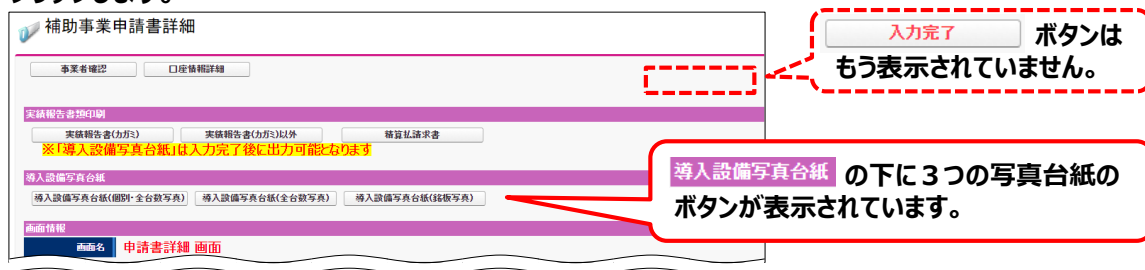 補助事業申請書詳細
事業者確認 口座情報詳細
入力完了 ボタンは
もう表示されていません。
実績報告書類印刷
実績報告書(カガミ) 実績報告書(カガミ)以外 精算払請求書
※「導入設備写真台紙」は入力完了後に出力可能となります
導入設備写真台紙
導入設備写真台紙(個別・全台数写真) 導入設備写真台紙(全台数写真) 導入設備写真台紙(銘板写真)
導入設備写真台紙 の下に３つの写真台紙の
ボタンが表示されています。
画面情報
画面名 申請書詳細 画面